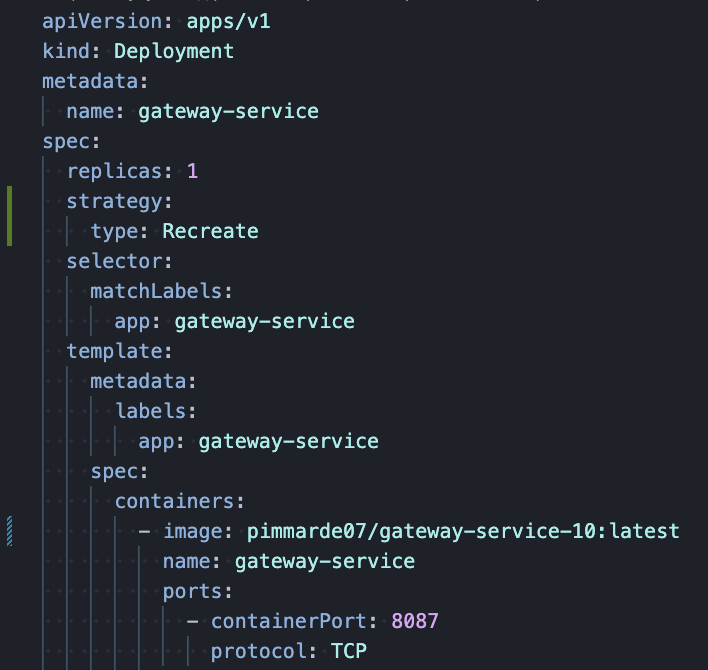 apiVersion: apps/v1
kind: Deployment
metadata:
  name: gateway-service
spec:
  replicas: 1
  strategy:
    type: Recreate
  selector:
    matchLabels:
      app: gateway-service
  template:
    metadata:
      labels:
        app: gateway-service
    spec:
      containers:
        - image: pimmarde07/gateway-service-10:latest
          name: gateway-service
          ports:
            - containerPort: 8087
              protocol: TCP